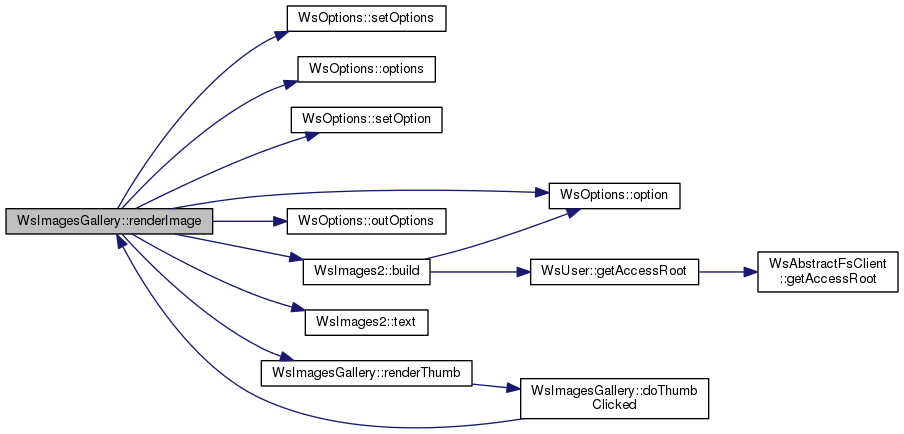 WsOptions::setOptions
WsOptions::options
WsOptions::setOption
WsOptions::option
WsImagesGallery::renderImage
WsOptions::outOptions
WsImages2::build
WsUser::getAccessRoot
WsAbstractFsClient
::getAccessRoot
WsImages2::text
WsImagesGallery::renderThumb
WsImagesGallery::doThumb
Clicked